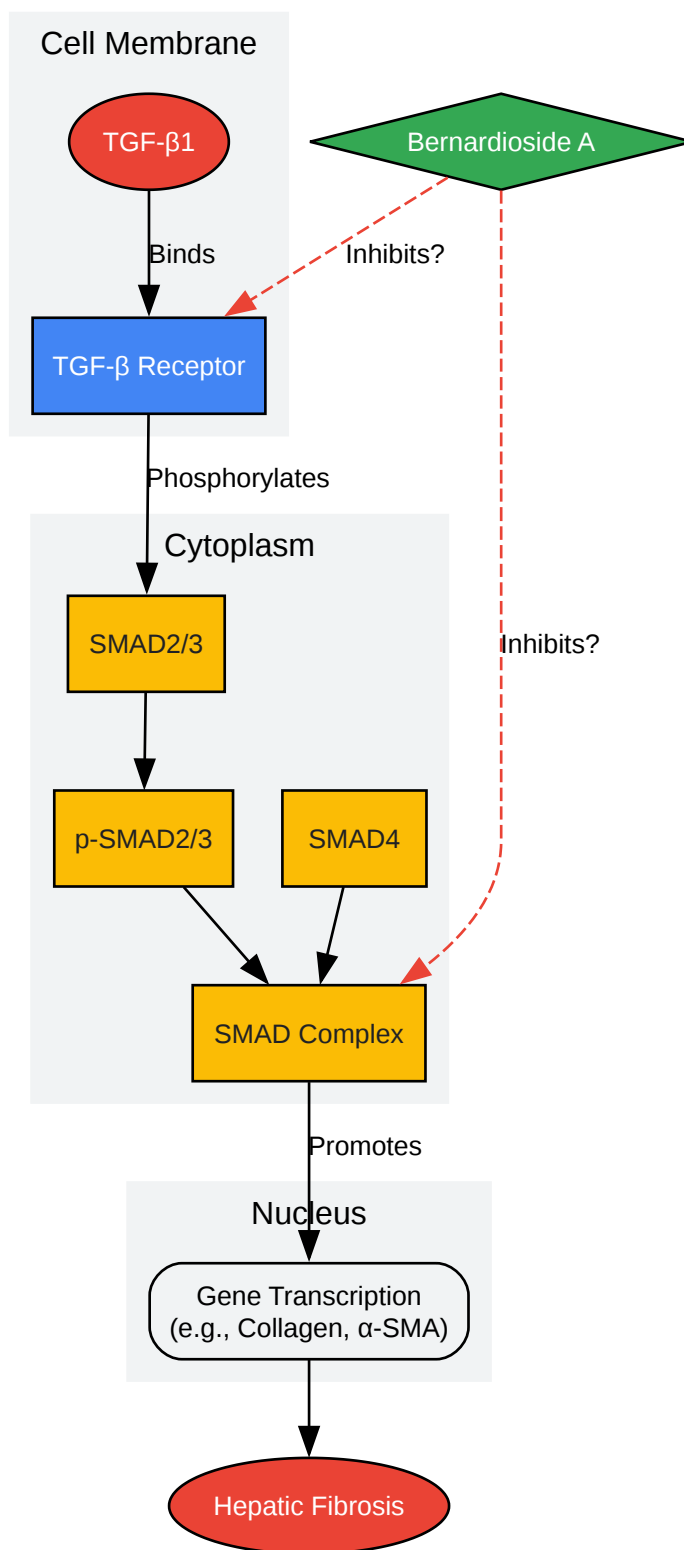 Cell Membrane
TGF-β1
Bernardioside A
Binds
Inhibits?
TGF-β Receptor
Phosphorylates
Cytoplasm
SMAD2/3
Inhibits?
p-SMAD2/3
SMAD4
SMAD Complex
Promotes
Nucleus
Gene Transcription
(e.g., Collagen, α-SMA)
Hepatic Fibrosis